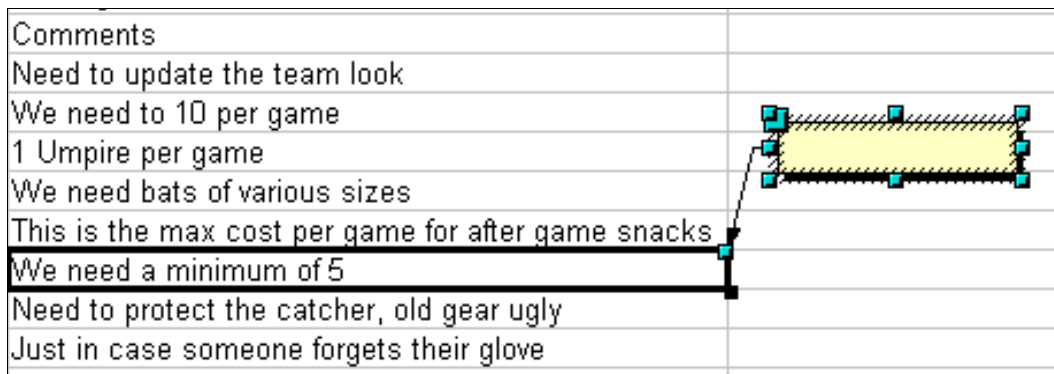 Comments
Need to update the team look
We need to 10 per game
1 Umpire per game
We need bats of various sizes
This is the max cost per game for after game snacks
We need a minimum of 5
Need to protect the catcher, old gear ugly
Just in case someone forgets their glove